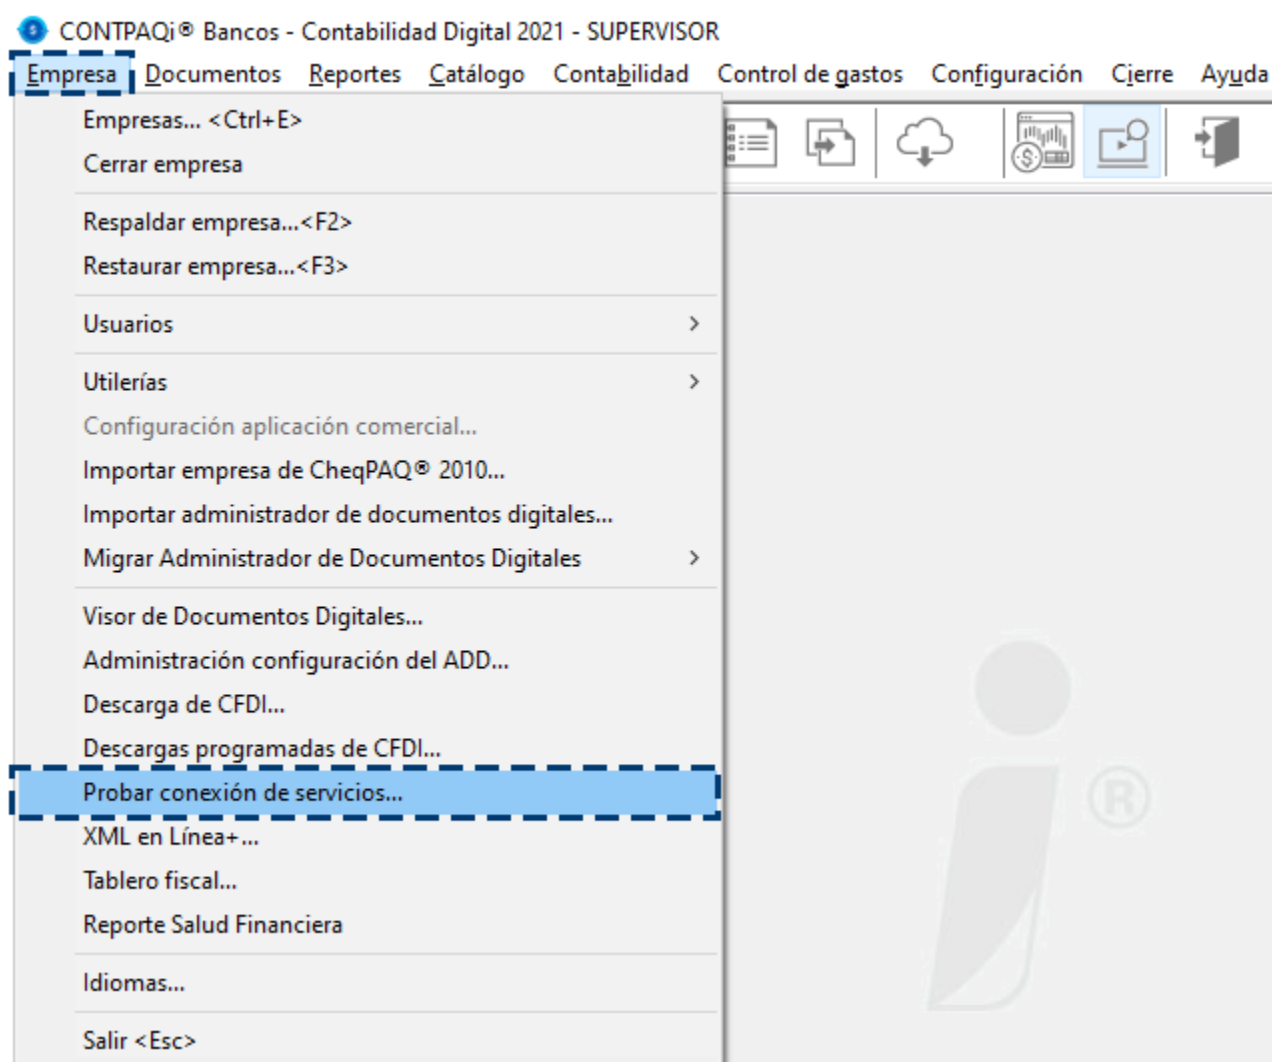 CONTPAQi® Bancos - Contabilidad Digital 2021 - SUPERVISOR
Empresa Documentos Reportes Catálogo Contabilidad Control de gastos Configuración Cierre Ayuda
Empresas... <Ctrl+E>
Cerrar empresa
Respaldar empresa...<F2>
Restaurar empresa...<F3>
Usuarios
Utilerías
Configuración aplicación comercial...
Importar empresa de CheqPAQ® 2010...
Importar administrador de documentos digitales...
Migrar Administrador de Documentos Digitales
Visor de Documentos Digitales...
Administración configuración del ADD...
Descarga de CFDI...
Descargas programadas de CFDI...
Probar conexión de servicios...
XML en Línea+...
Tablero fiscal...
Reporte Salud Financiera
Idiomas...
Salir <Esc>
i®